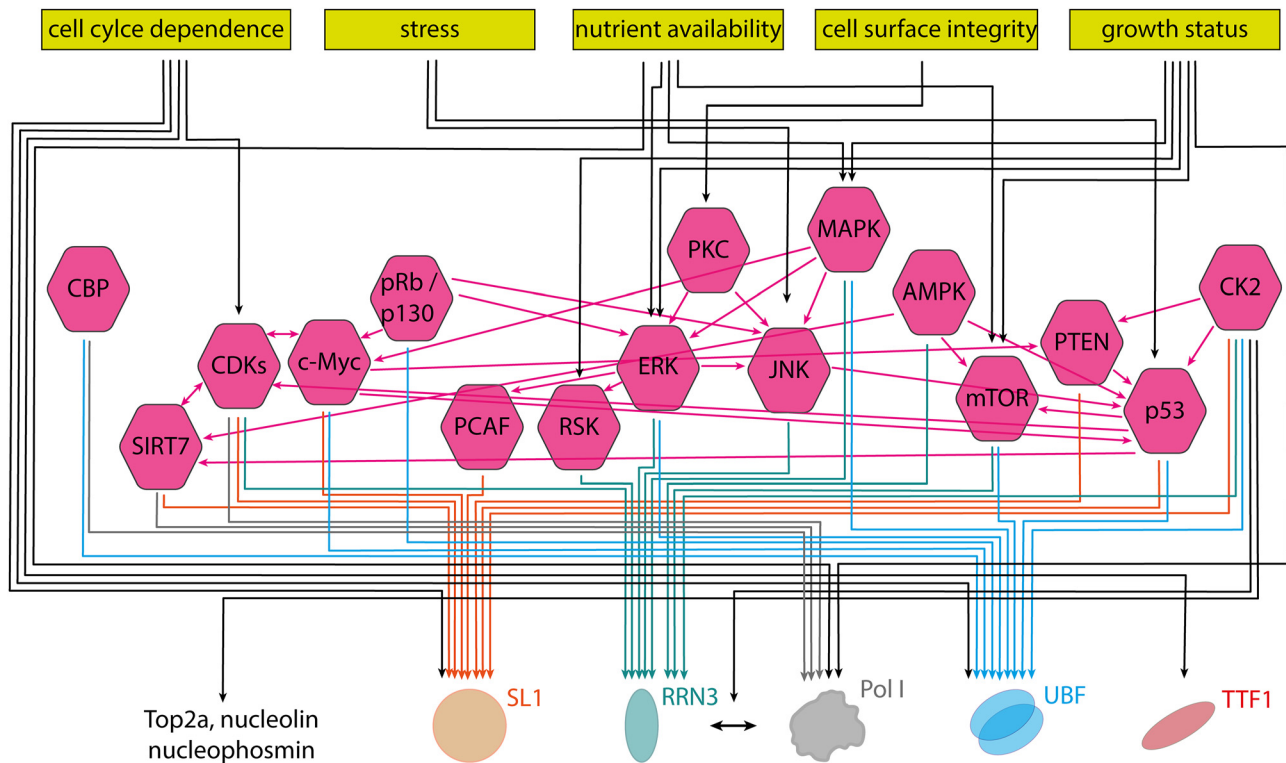 cell cylce dependence
stress
nutrient availability
cell surface integrity
growth status
MAPK
PKC
CBP
pRb /
p130
AMPK
CK2
CDKs
c-Myc
ERK
JNK
PTEN
mTOR
p53
SIRT7
PCAF
RSK
SL1
RRN3
Pol I
UBF
TTF1
Top2a, nucleolin
nucleophosmin